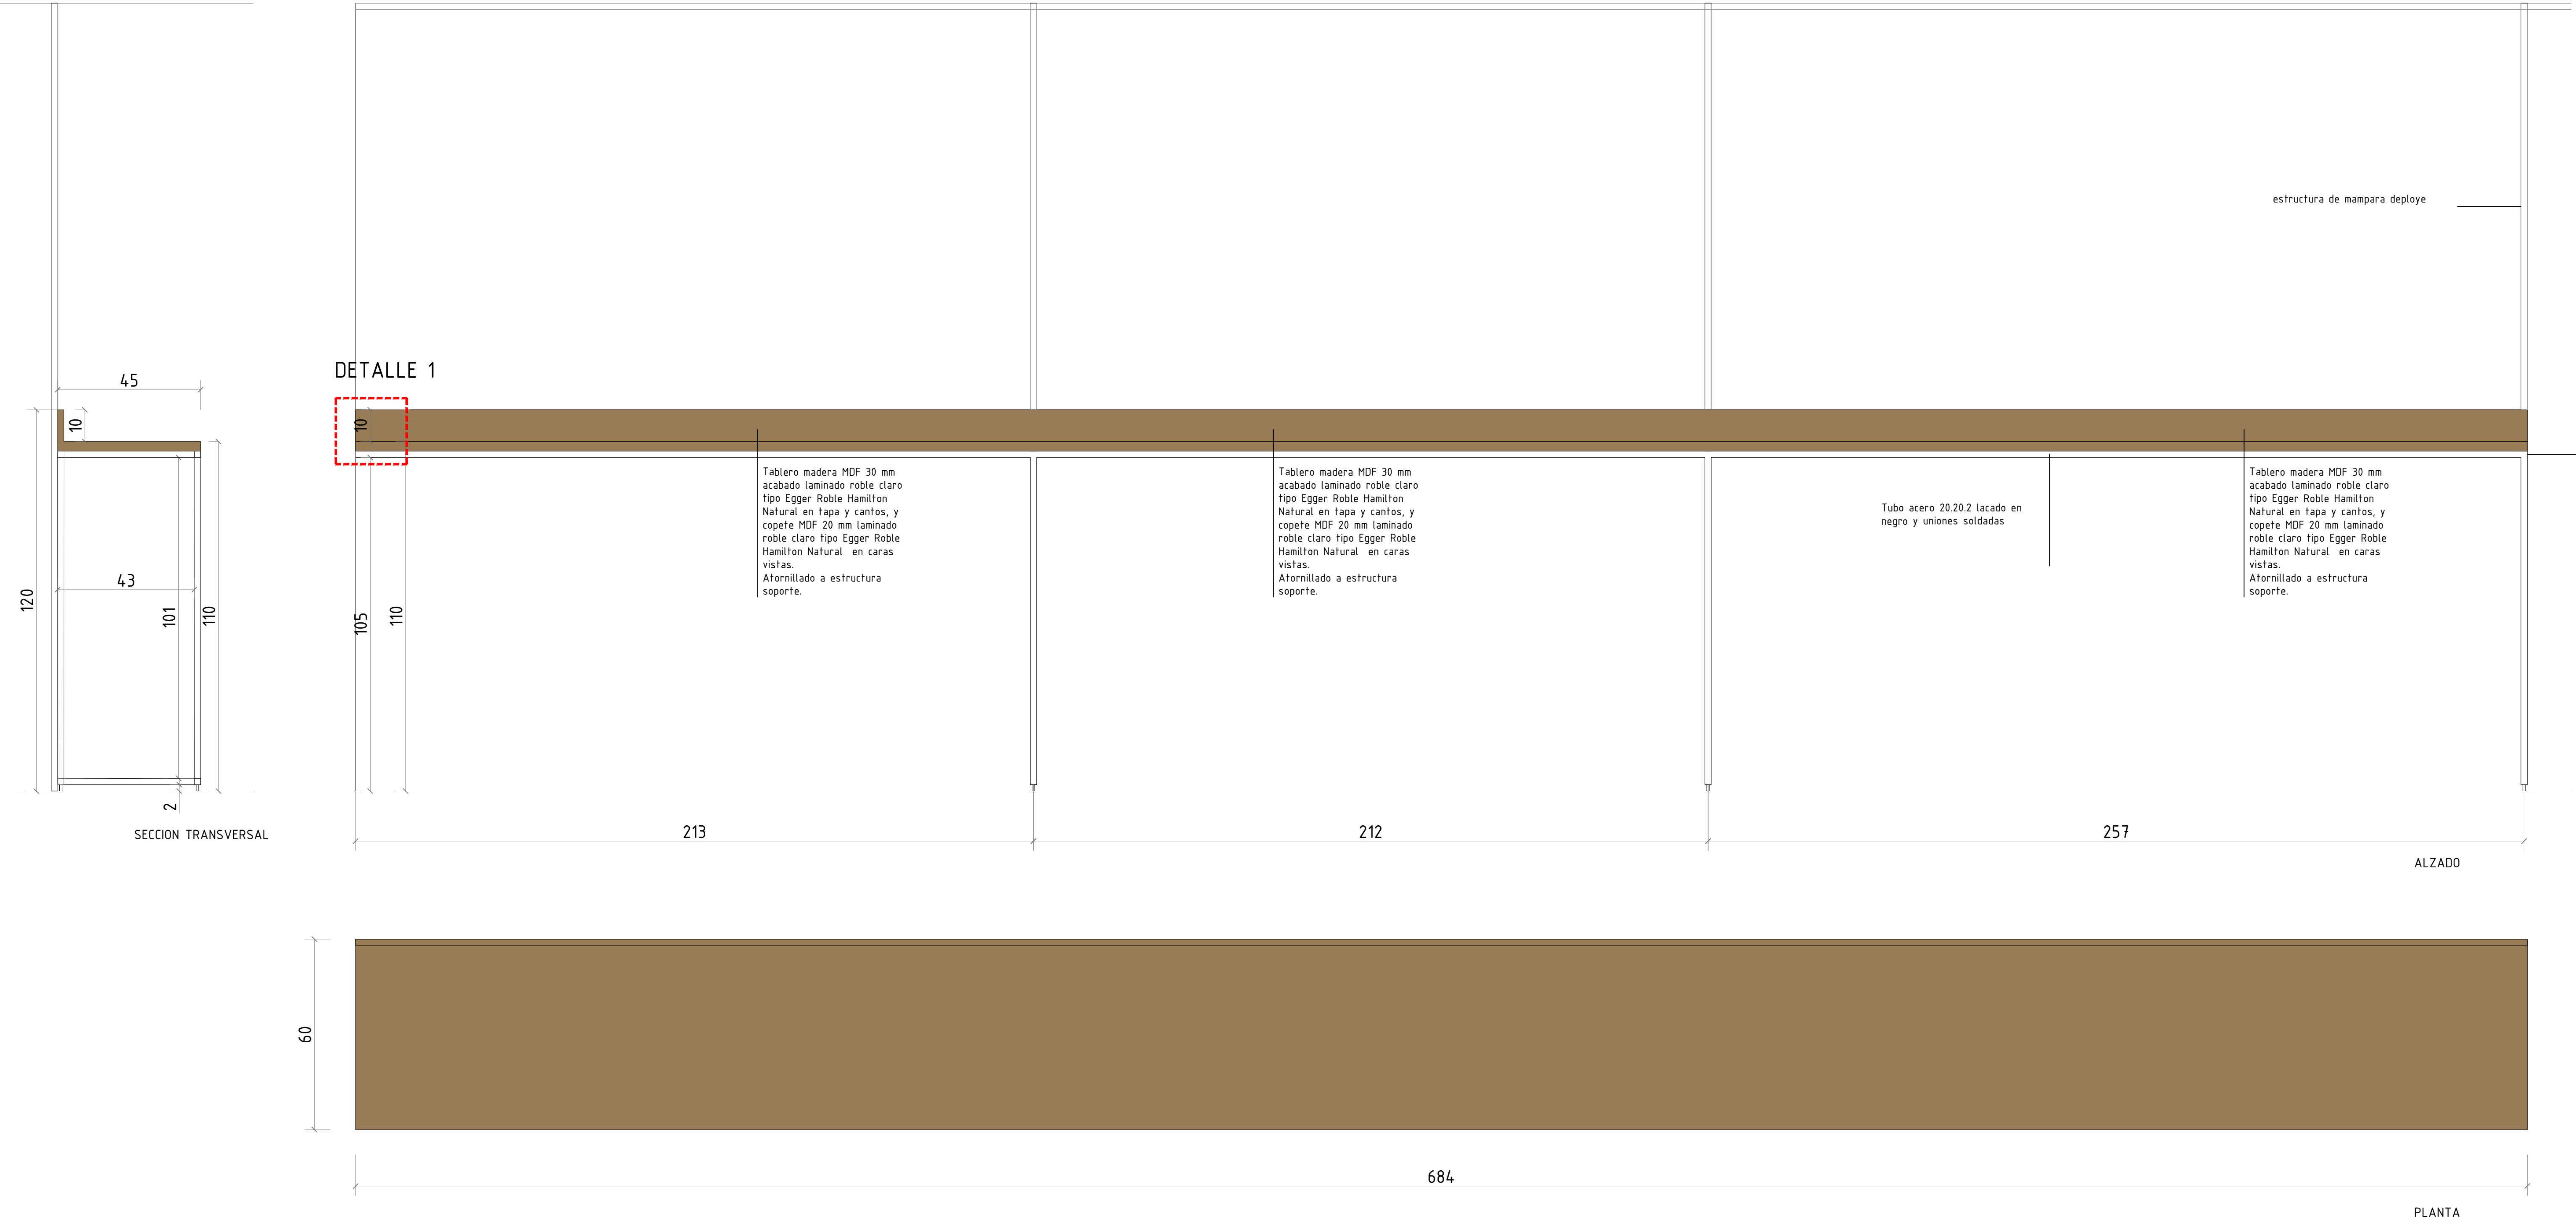 estructura de mampara deploye
DETALLE 1
45
10
10
120
43
101
110
105
110
2
SECCION TRANSVERSAL
Tablero madera MDF 30 mm
acabado laminado roble claro
tipo Egger Roble Hamilton
Natural en tapa y cantos, y
copete MDF 20 mm laminado
roble claro tipo Egger Roble
Hamilton Natural  en caras
vistas.
Atornillado a estructura
soporte.
Tablero madera MDF 30 mm
acabado laminado roble claro
tipo Egger Roble Hamilton
Natural en tapa y cantos, y
copete MDF 20 mm laminado
roble claro tipo Egger Roble
Hamilton Natural  en caras
vistas.
Atornillado a estructura
soporte.
Tubo acero 20.20.2 lacado en
negro y uniones soldadas
Tablero madera MDF 30 mm
acabado laminado roble claro
tipo Egger Roble Hamilton
Natural en tapa y cantos, y
copete MDF 20 mm laminado
roble claro tipo Egger Roble
Hamilton Natural  en caras
vistas.
Atornillado a estructura
soporte.
213
212
257
ALZADO
60
684
PLANTA